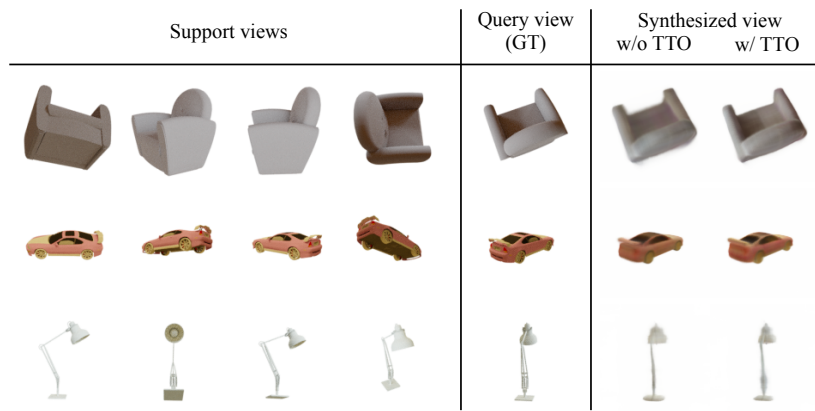 Support views
Query view
(GT)
Synthesized view
w/o TTO w/ TTO